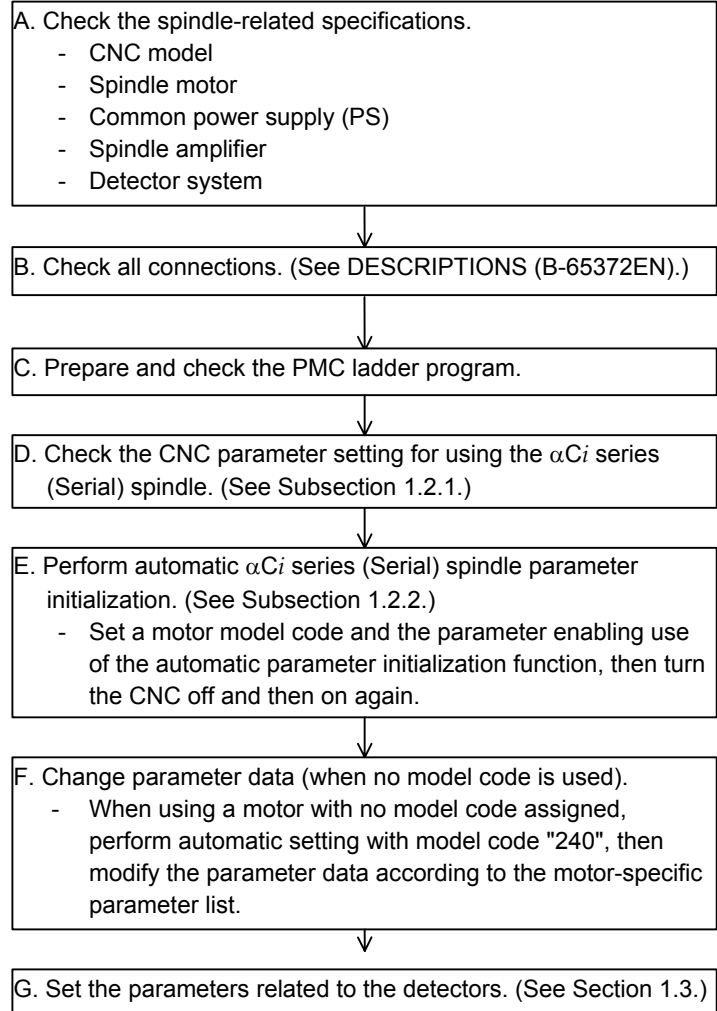 A. Check the spindle-related specifications.
- CNC model
- Spindle motor
- Common power supply (PS)
- Spindle amplifier
- Detector system
B. Check all connections. (See DESCRIPTIONS (B-65372EN).)
C. Prepare and check the PMC ladder program.
D. Check the CNC parameter setting for using the αCi series
(Serial) spindle. (See Subsection 1.2.1.)
E. Perform automatic αCi series (Serial) spindle parameter
initialization. (See Subsection 1.2.2.)
- Set a motor model code and the parameter enabling use
of the automatic parameter initialization function, then turn
the CNC off and then on again.
F. Change parameter data (when no model code is used).
- When using a motor with no model code assigned,
perform automatic setting with model code "240", then
modify the parameter data according to the motor-specific
parameter list.
G. Set the parameters related to the detectors. (See Section 1.3.)